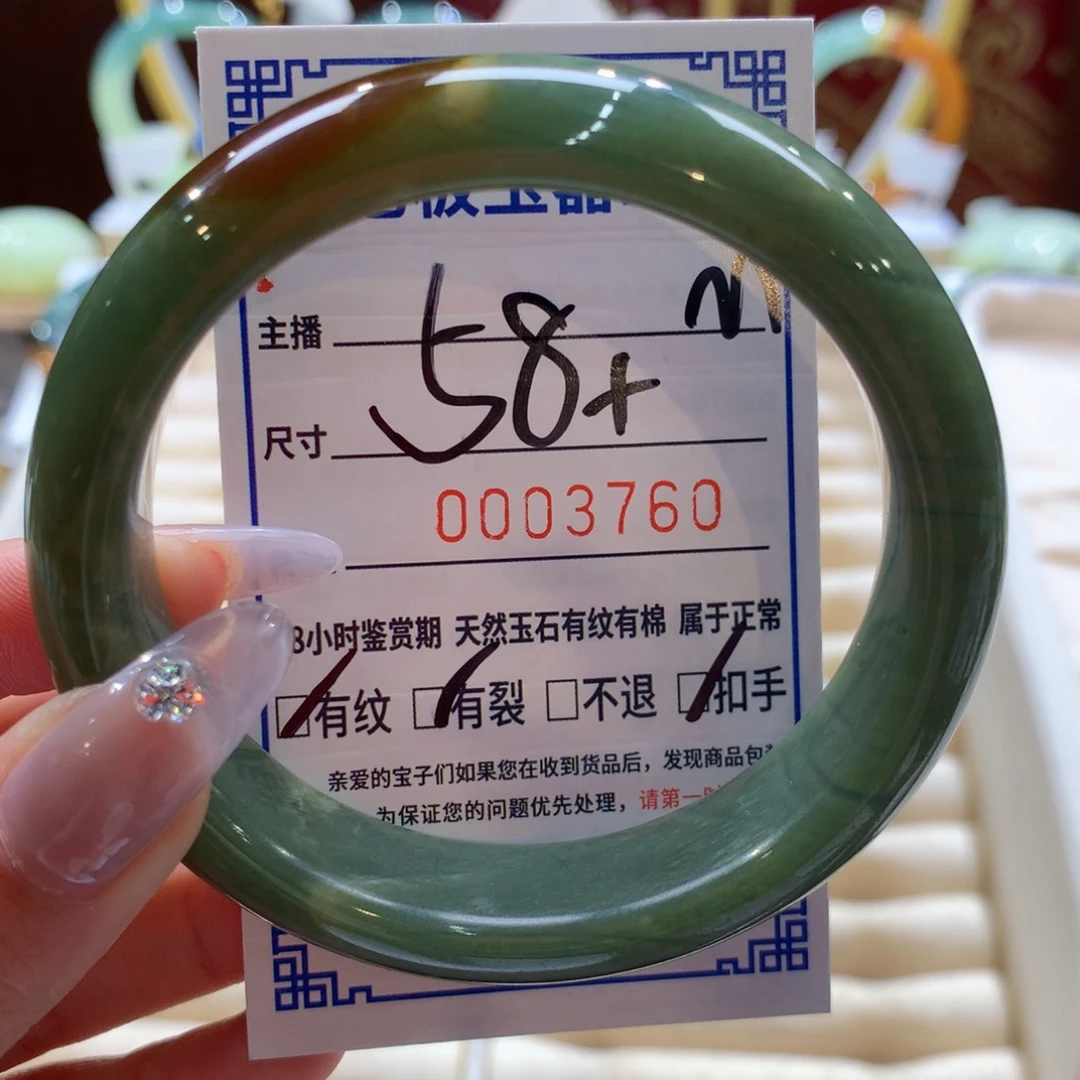 主播
尺寸 58+
0003760
8小时鉴赏期 天然玉石有纹有棉 属于正常
有纹 有裂 不退 扣手
亲爱的宝子们如果您在收到货品后，发现商品包
为保证您的问题优先处理，请第一时